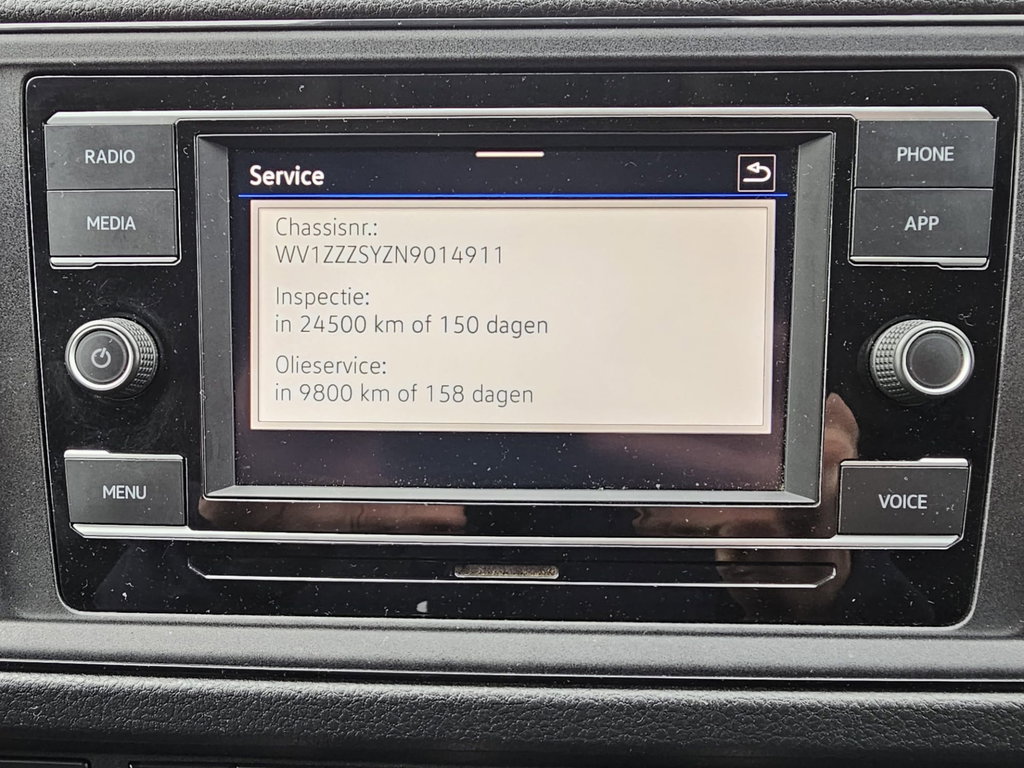 RADIO
MEDIA
Service
PHONE
APP
Chassisnr.:
WV1ZZZSYZN9014911
Inspectie:
in 24500 km of 150 dagen
Olieservice:
in 9800 km of 158 dagen
MENU
VOICE